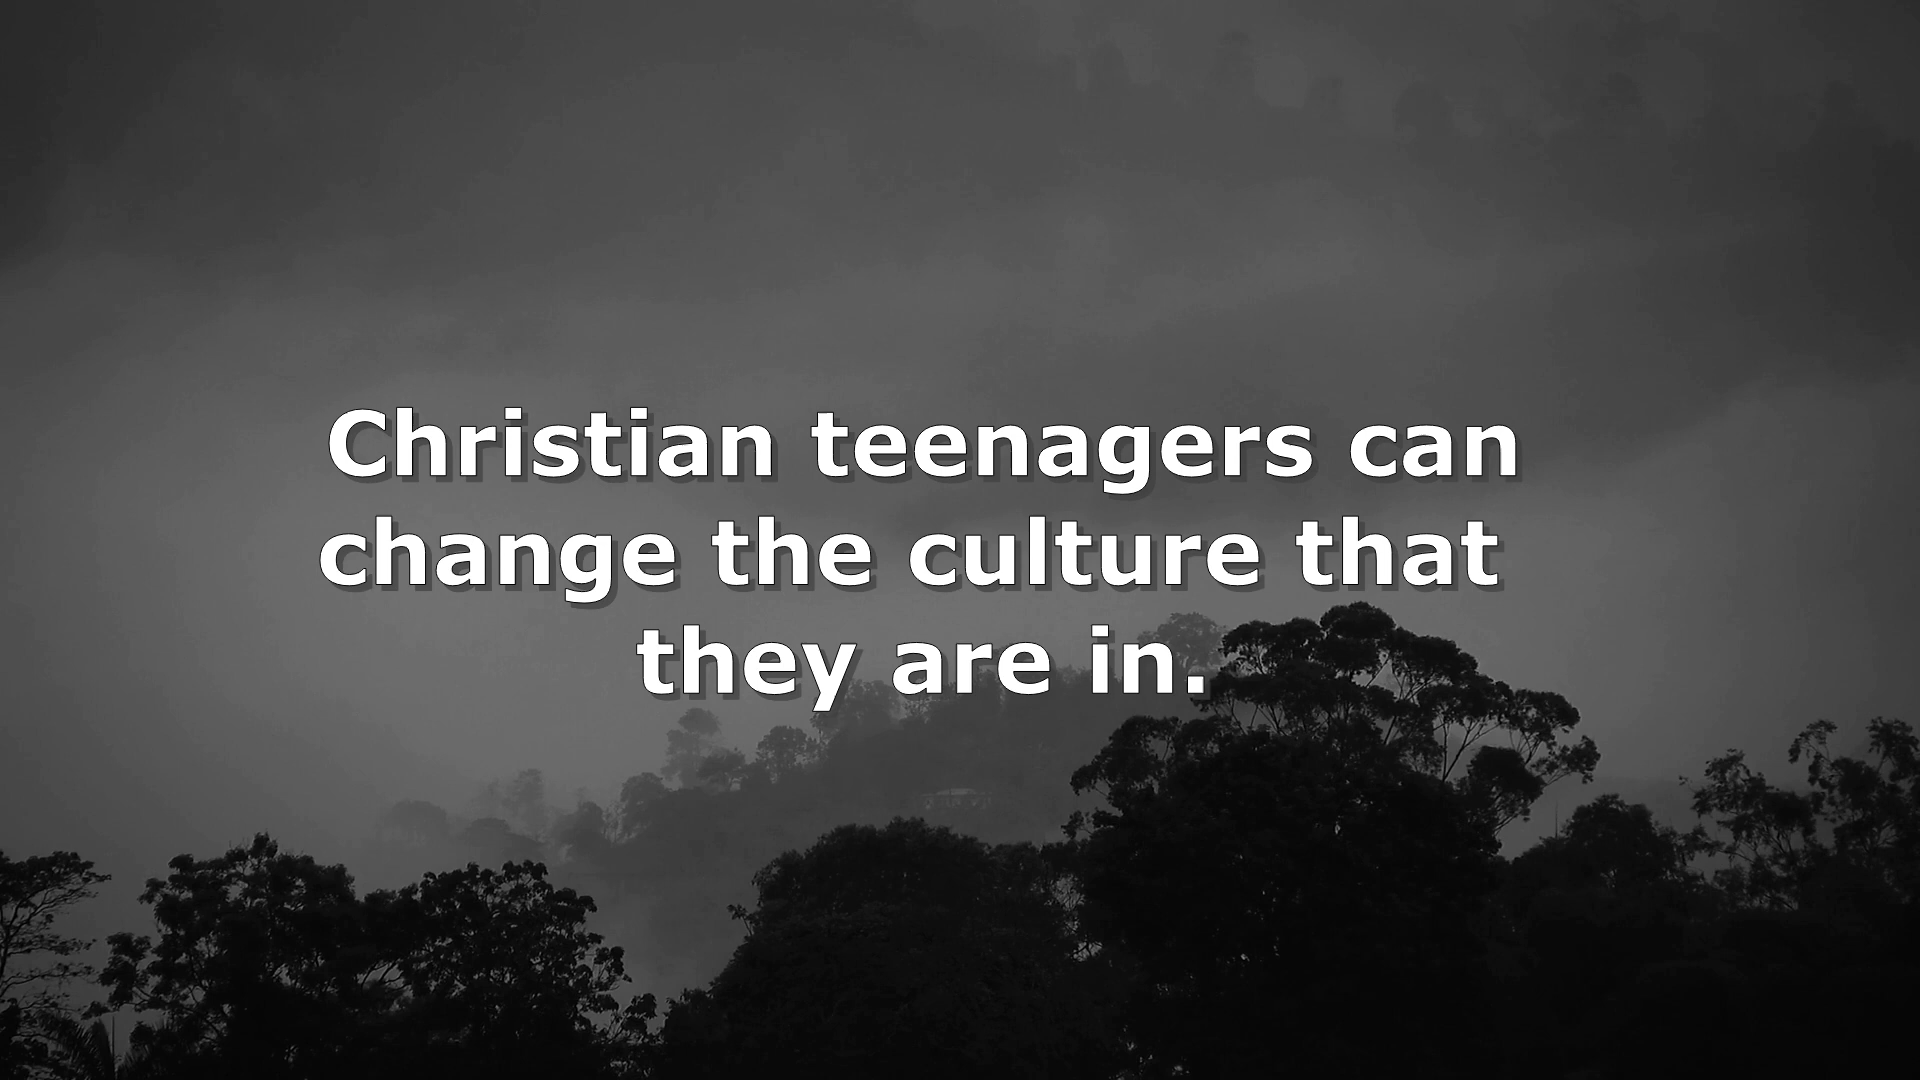 Christian teenagers can
change the culture that
they are in.